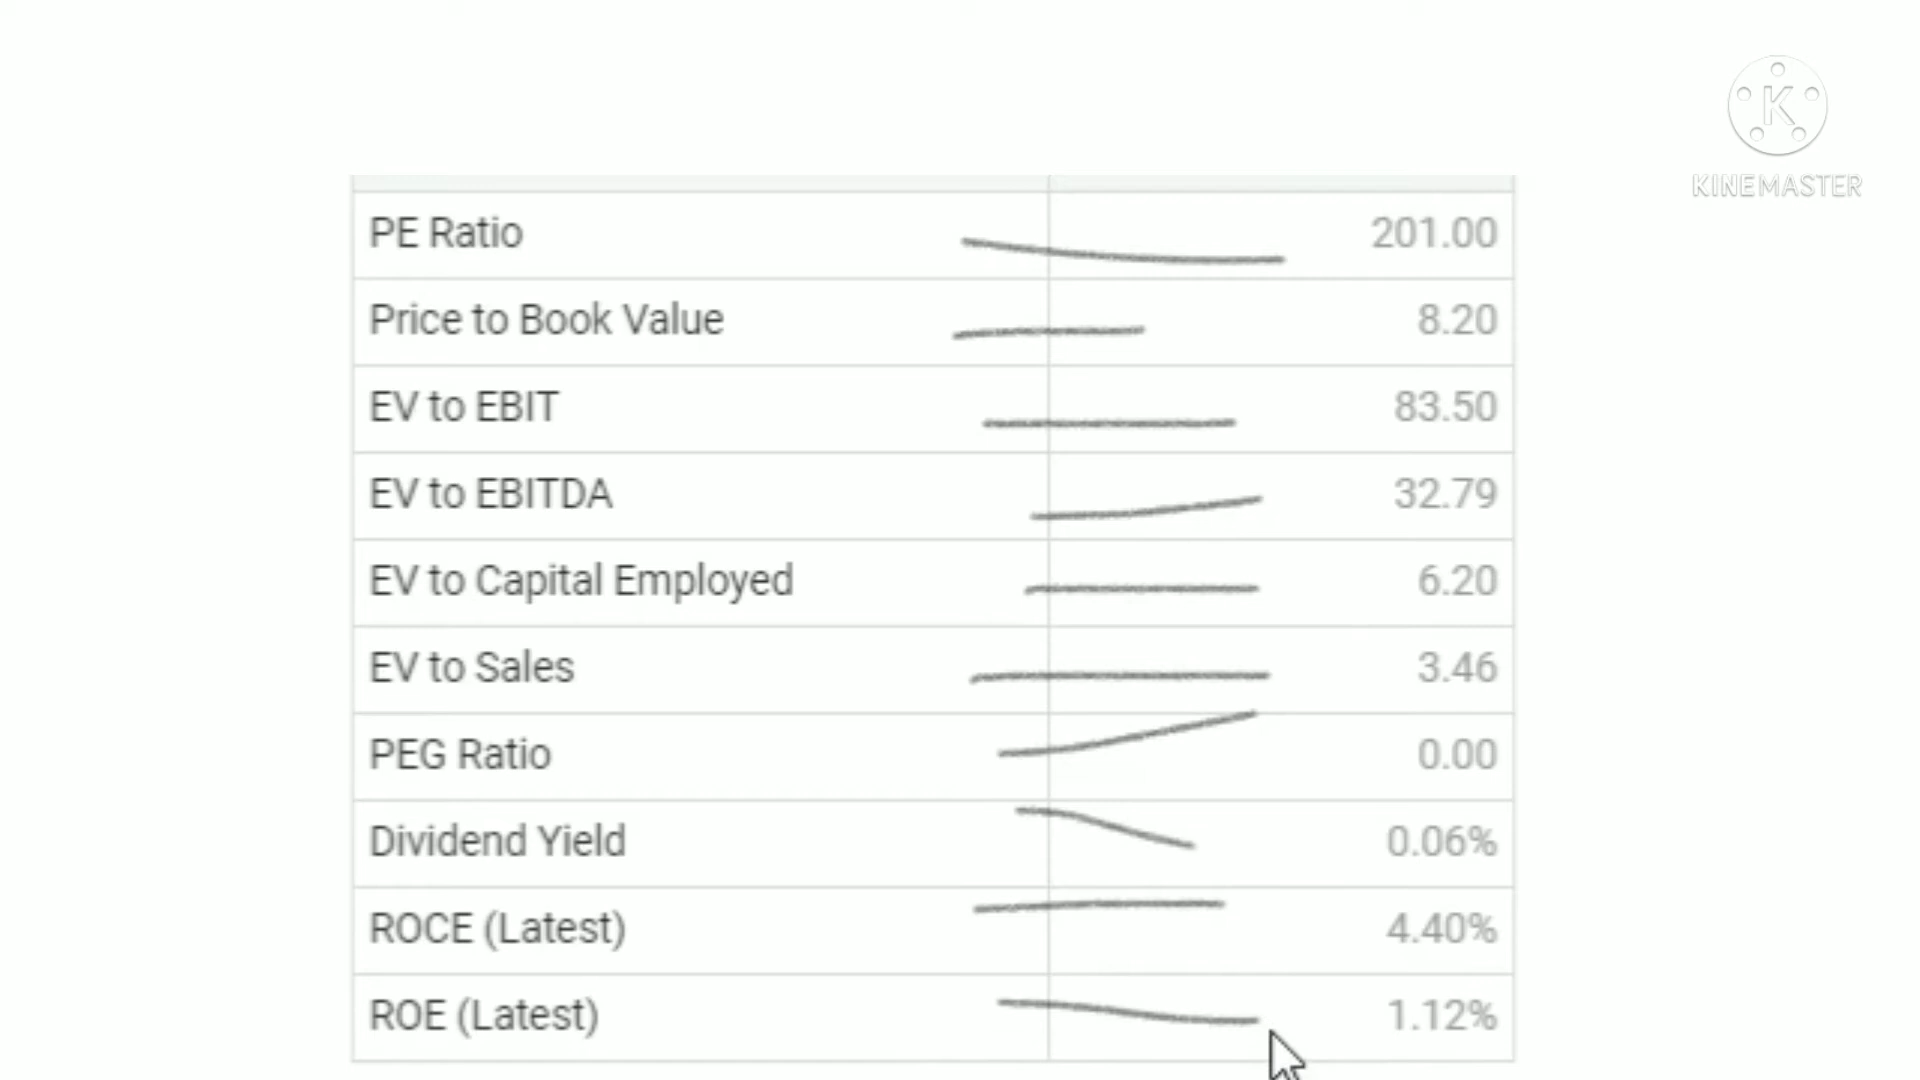 K
KINEMASTER
PE Ratio 201.00
Price to Book Value 8.20
EV to EBIT 83.50
EV to EBITDA 32.79
EV to Capital Employed 6.20
EV to Sales 3.46
PEG Ratio 0.00
Dividend Yield 0.06%
ROCE (Latest) 4.40%
ROE (Latest) 1.12%